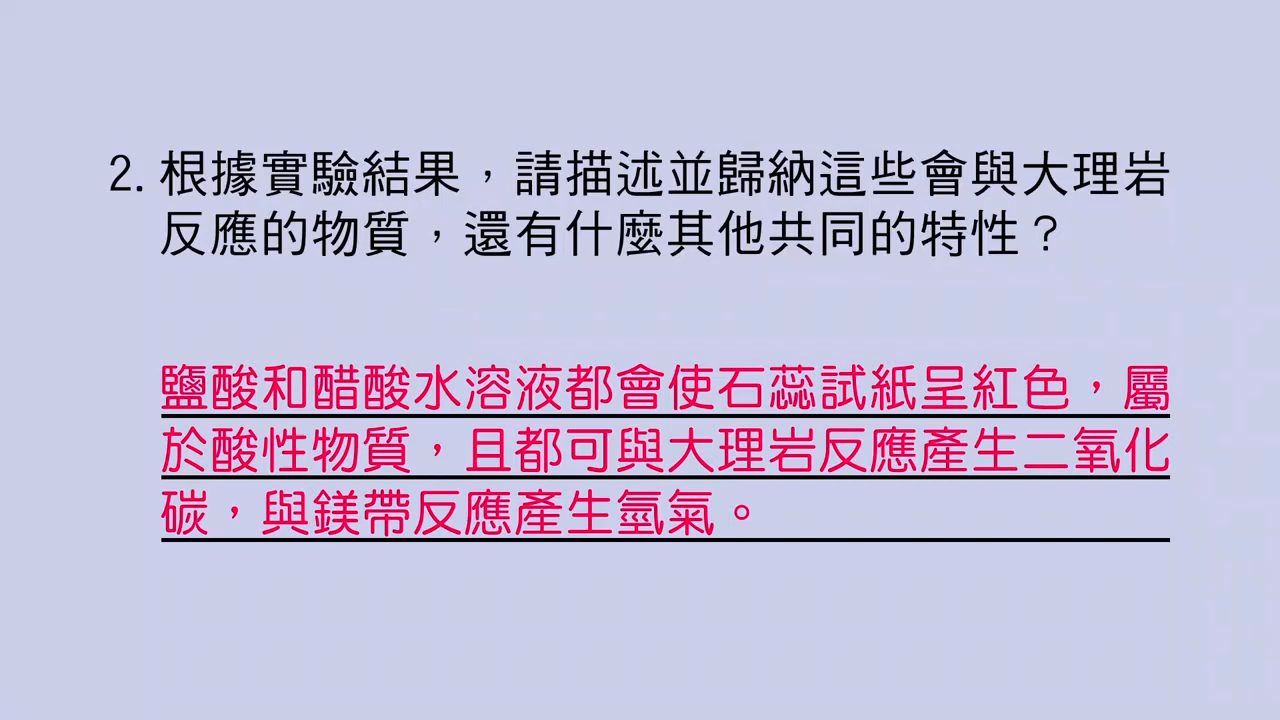 2. 根據實驗結果，請描述並歸納這些會與大理岩
反應的物質，還有什麼其他共同的特性？
鹽酸和醋酸水溶液都會使石蕊試紙呈紅色，屬
於酸性物質，且都可與大理岩反應產生二氧化
碳，與鎂帶反應產生氫氣。